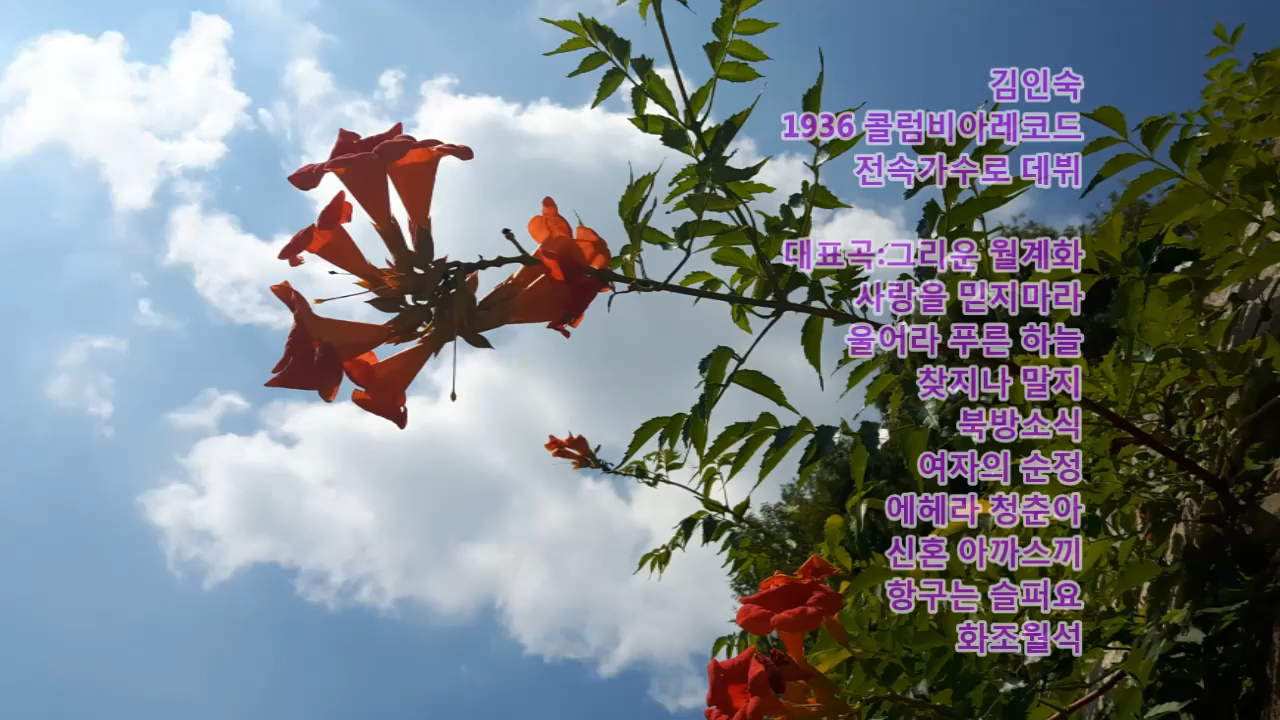 김인숙
1936 콜럼비아레코드
전속가수로 데뷔
대표곡:그리운 월계화
사랑을 믿지마라
울어라 푸른 하늘
찾지나 말지
북방소식
여자의 순정
에헤라 청춘아
신혼 아까스끼
항구는 슬퍼요
화조월석